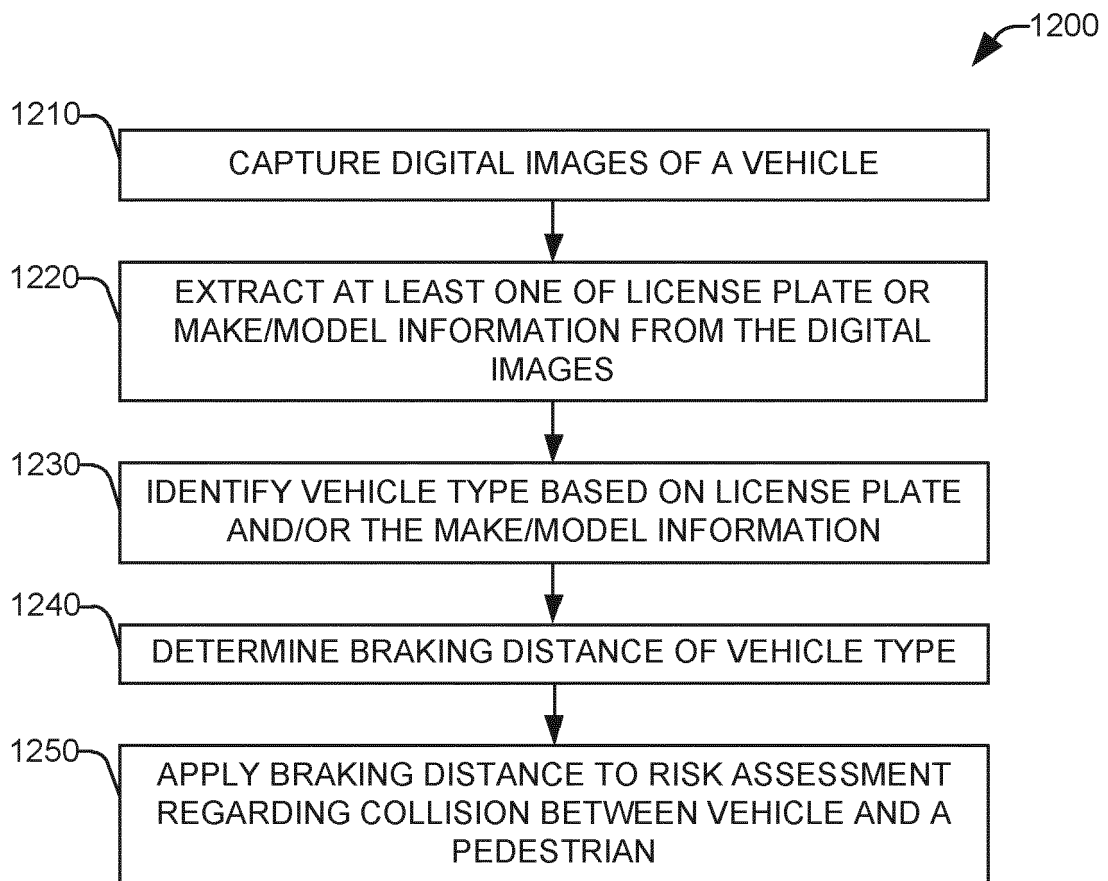 1200
1210
CAPTURE DIGITAL IMAGES OF A VEHICLE
1220
EXTRACT AT LEAST ONE OF LICENSE PLATE OR
MAKE/MODEL INFORMATION FROM THE DIGITAL
IMAGES
1230
IDENTIFY VEHICLE TYPE BASED ON LICENSE PLATE
AND/OR THE MAKE/MODEL INFORMATION
1240
DETERMINE BRAKING DISTANCE OF VEHICLE TYPE
1250
APPLY BRAKING DISTANCE TO RISK ASSESSMENT
REGARDING COLLISION BETWEEN VEHICLE AND A
PEDESTRIAN